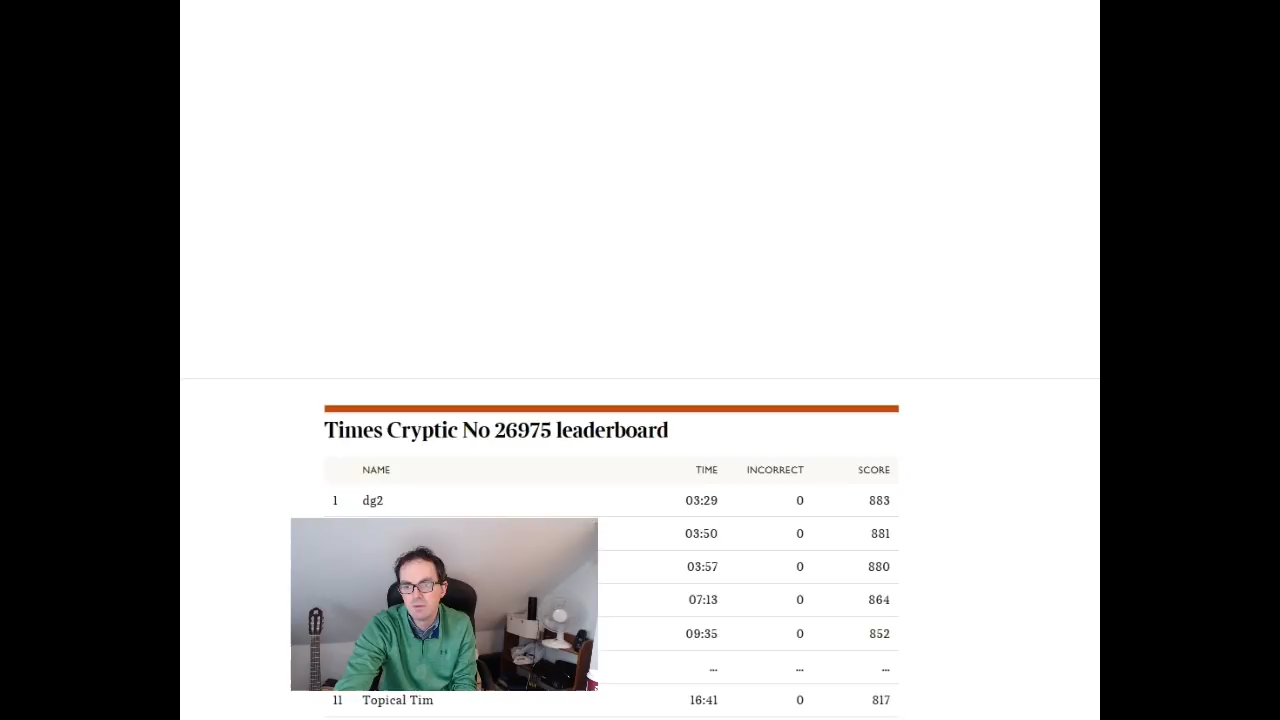 Times Cryptic No 26975 leaderboard
NAME TIME INCORRECT SCORE
1 dg2 03:29 0 883
03:50 0 881
03:57 0 880
07:13 0 864
09:35 0 852
... ... ...
11 Topical Tim 16:41 0 817